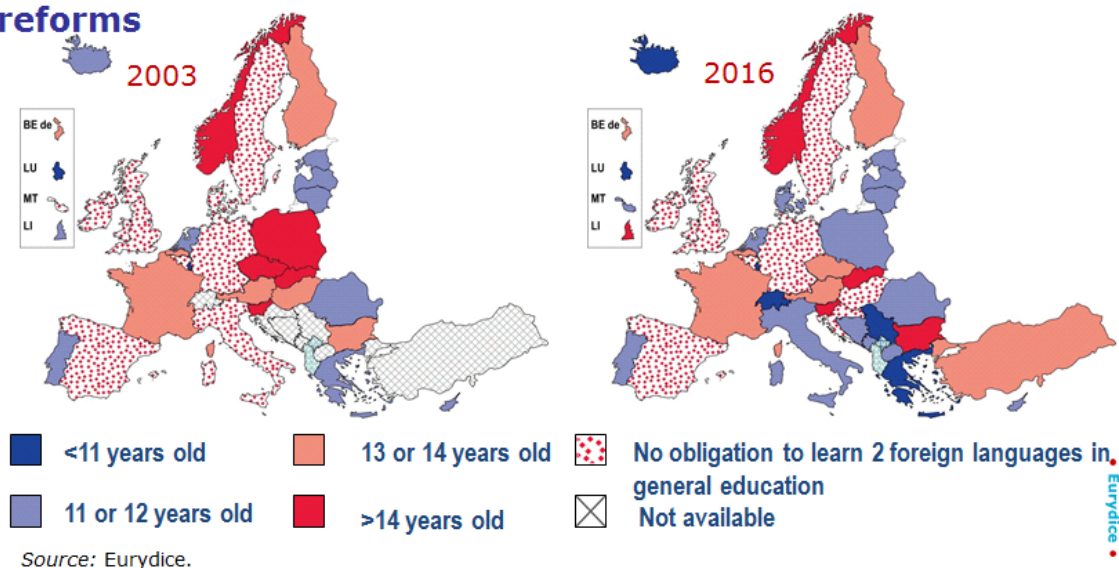 reforms
2003
2016
BE de
LU
MT
LI
BE de
LU
MT
LI
<11 years old
13 or 14 years old
No obligation to learn 2 foreign languages in
general education
11 or 12 years old
>14 years old
Not available
Source: Eurydice.
• Eurydice •